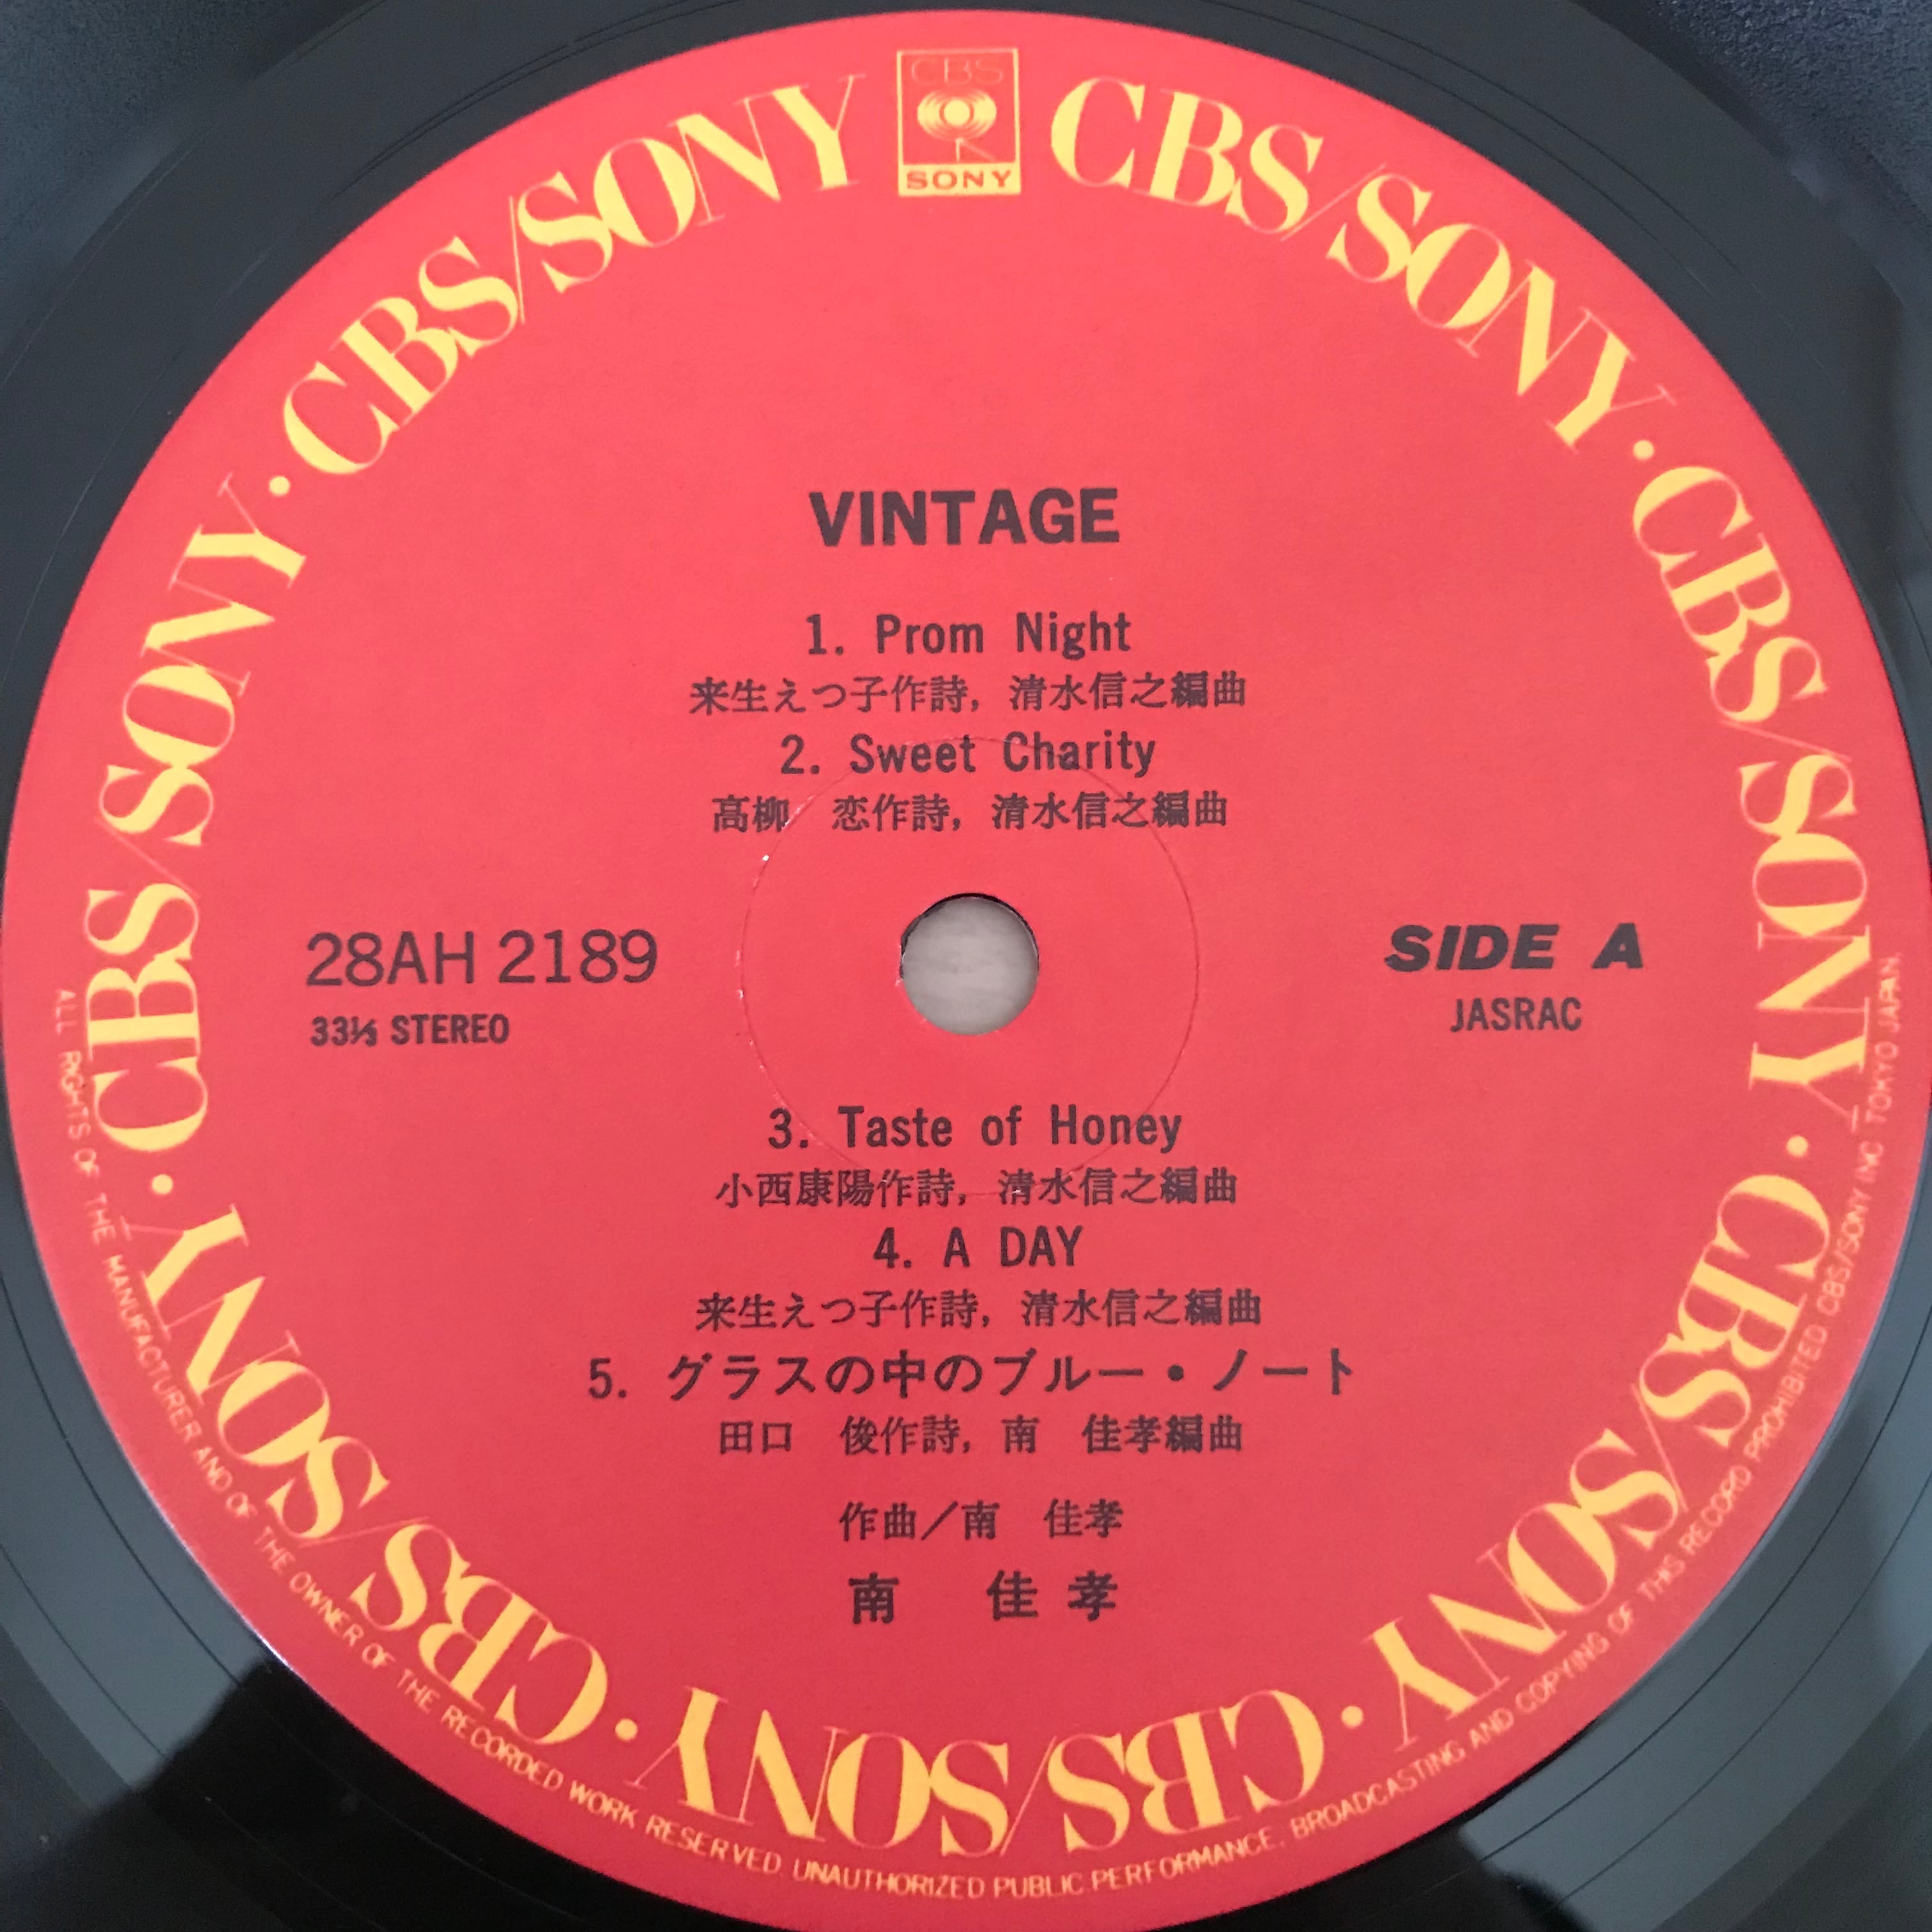 CBS
SONY
CBS/SONY · CBS/SONY · CBS/SONY · CBS/SONY · CBS/SONY · CBS/SONY · CBS/SONY · CBS/SONY
VINTAGE
1. Prom Night
来生えつ子作詩，清水信之編曲
2. Sweet Charity
高柳　恋作詩，清水信之編曲
28AH 2189
33⅓ STEREO
SIDE A
JASRAC
3. Taste of Honey
小西康陽作詩，清水信之編曲
4. A DAY
来生えつ子作詩，清水信之編曲
5. グラスの中のブルー・ノート
田口　俊作詩，南　佳孝編曲
作曲／南　佳孝
南　佳孝
ALL RIGHTS OF THE MANUFACTURER AND OF THE OWNER OF THE RECORDED WORK RESERVED. UNAUTHORIZED PUBLIC PERFORMANCE, BROADCASTING AND COPYING OF THIS RECORD PROHIBITED CBS/SONY INC. TOKYO JAPAN.